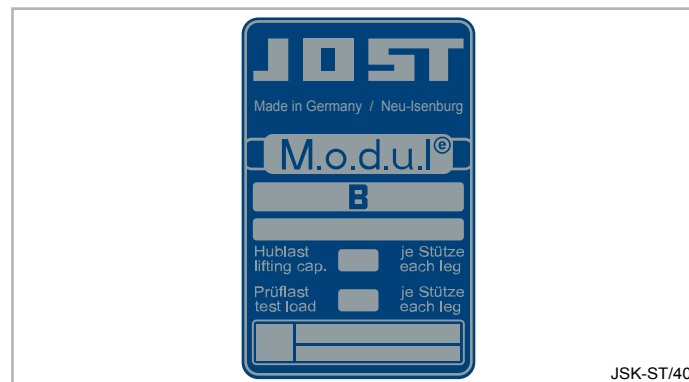 JOST
Made in Germany / Neu-Isenburg
M.o.d.u.l e
B
Hublast je Stütze
lifting cap. each leg
Prüflast je Stütze
test load each leg
JSK-ST/40